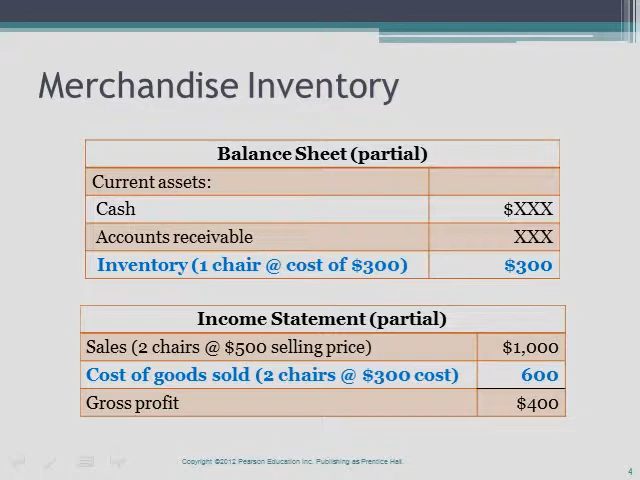 Merchandise Inventory
Balance Sheet (partial)
Current assets:
Cash $XXX
Accounts receivable XXX
Inventory (1 chair @ cost of $300) $300
Income Statement (partial)
Sales (2 chairs @ $500 selling price) $1,000
Cost of goods sold (2 chairs @ $300 cost) 600
Gross profit $400
Copyright ©2012 Pearson Education Inc. Publishing as Prentice Hall.
4